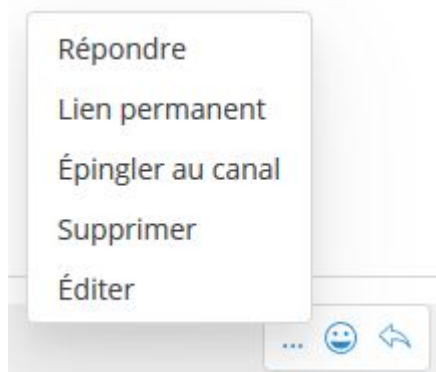 Répondre
Lien permanent
Épingler au canal
Supprimer
Éditer
...